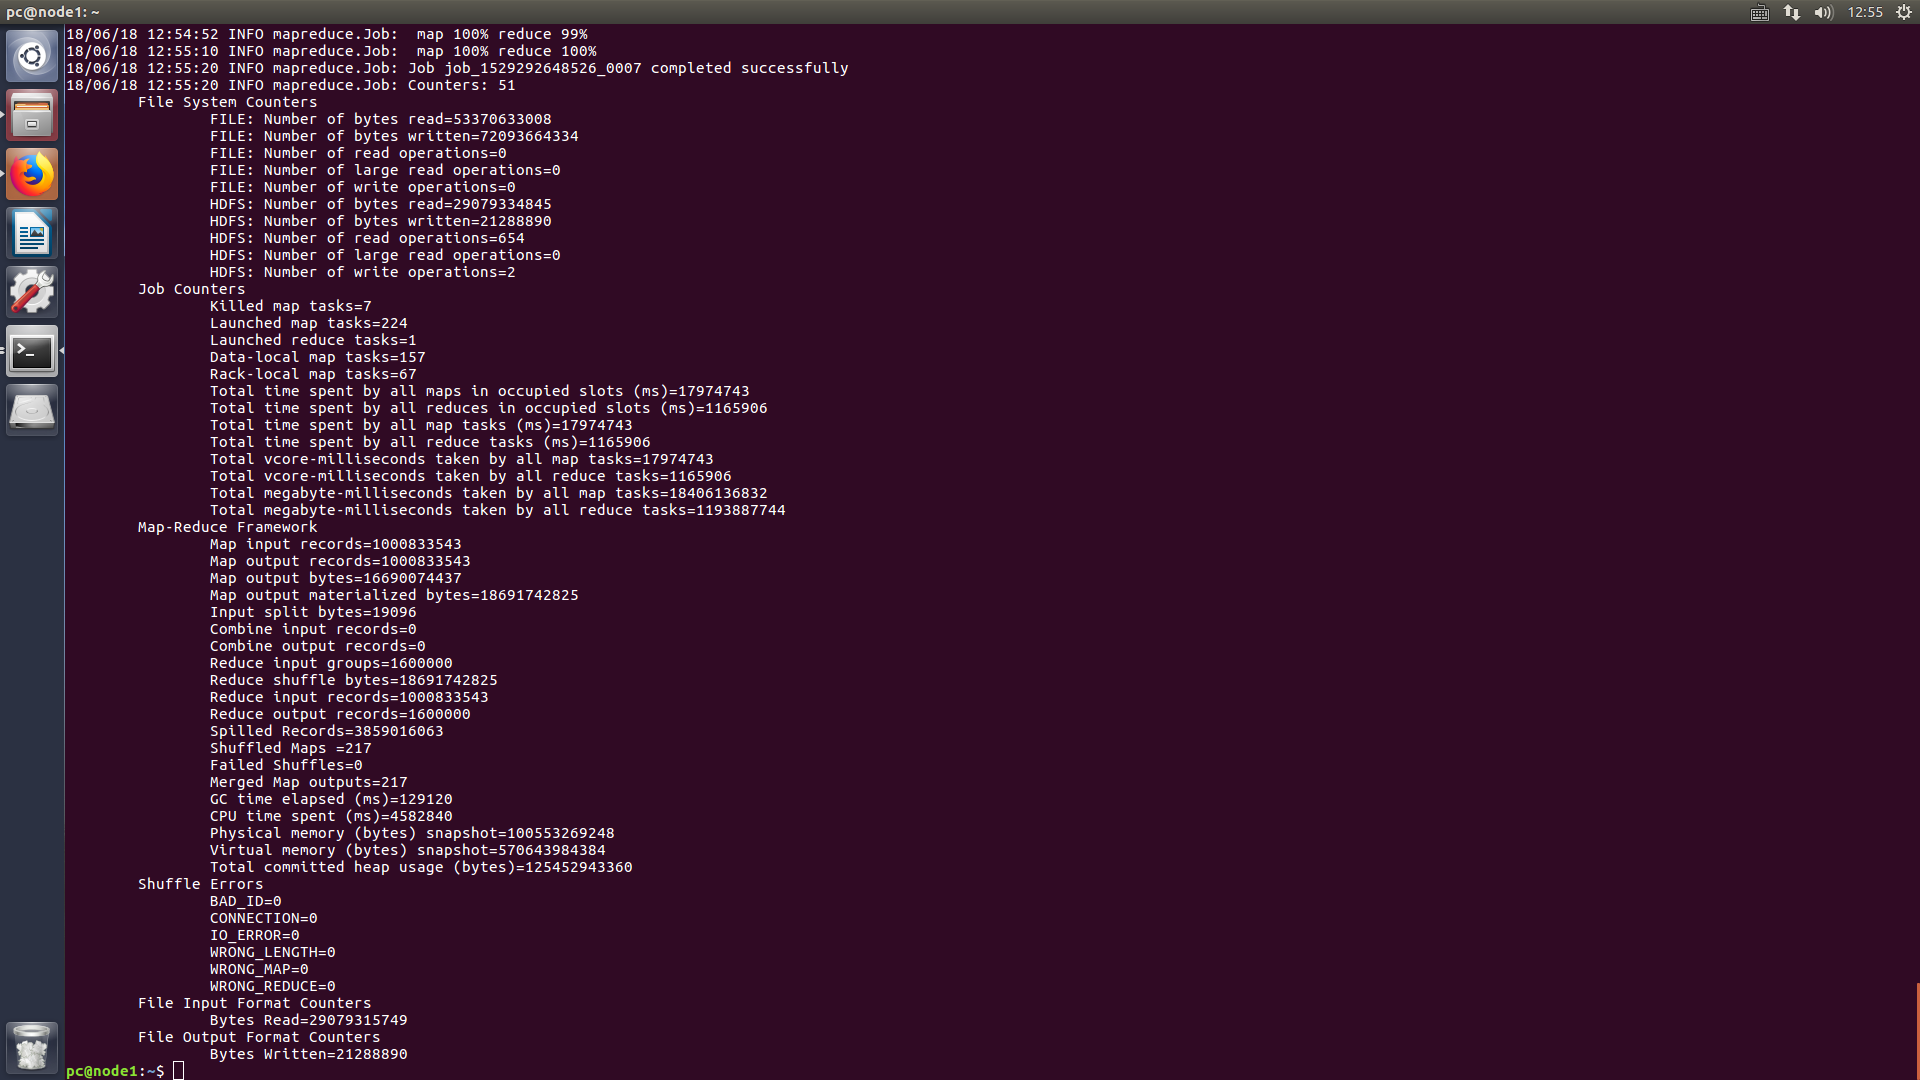 pc@node1: ~
12:55
18/06/18 12:54:52 INFO mapreduce.Job:  map 100% reduce 99%
18/06/18 12:55:10 INFO mapreduce.Job:  map 100% reduce 100%
18/06/18 12:55:20 INFO mapreduce.Job: Job job_1529292648526_0007 completed successfully
18/06/18 12:55:20 INFO mapreduce.Job: Counters: 51
File System Counters
FILE: Number of bytes read=53370633008
FILE: Number of bytes written=72093664334
FILE: Number of read operations=0
FILE: Number of large read operations=0
FILE: Number of write operations=0
HDFS: Number of bytes read=29079334845
HDFS: Number of bytes written=21288890
HDFS: Number of read operations=654
HDFS: Number of large read operations=0
HDFS: Number of write operations=2
Job Counters
Killed map tasks=7
Launched map tasks=224
Launched reduce tasks=1
Data-local map tasks=157
Rack-local map tasks=67
Total time spent by all maps in occupied slots (ms)=17974743
Total time spent by all reduces in occupied slots (ms)=1165906
Total time spent by all map tasks (ms)=17974743
Total time spent by all reduce tasks (ms)=1165906
Total vcore-milliseconds taken by all map tasks=17974743
Total vcore-milliseconds taken by all reduce tasks=1165906
Total megabyte-milliseconds taken by all map tasks=18406136832
Total megabyte-milliseconds taken by all reduce tasks=1193887744
Map-Reduce Framework
Map input records=1000833543
Map output records=1000833543
Map output bytes=16690074437
Map output materialized bytes=18691742825
Input split bytes=19096
Combine input records=0
Combine output records=0
Reduce input groups=1600000
Reduce shuffle bytes=18691742825
Reduce input records=1000833543
Reduce output records=1600000
Spilled Records=3859016063
Shuffled Maps =217
Failed Shuffles=0
Merged Map outputs=217
GC time elapsed (ms)=129120
CPU time spent (ms)=4582840
Physical memory (bytes) snapshot=100553269248
Virtual memory (bytes) snapshot=570643984384
Total committed heap usage (bytes)=125452943360
Shuffle Errors
BAD_ID=0
CONNECTION=0
IO_ERROR=0
WRONG_LENGTH=0
WRONG_MAP=0
WRONG_REDUCE=0
File Input Format Counters
Bytes Read=29079315749
File Output Format Counters
Bytes Written=21288890
pc@node1:~$